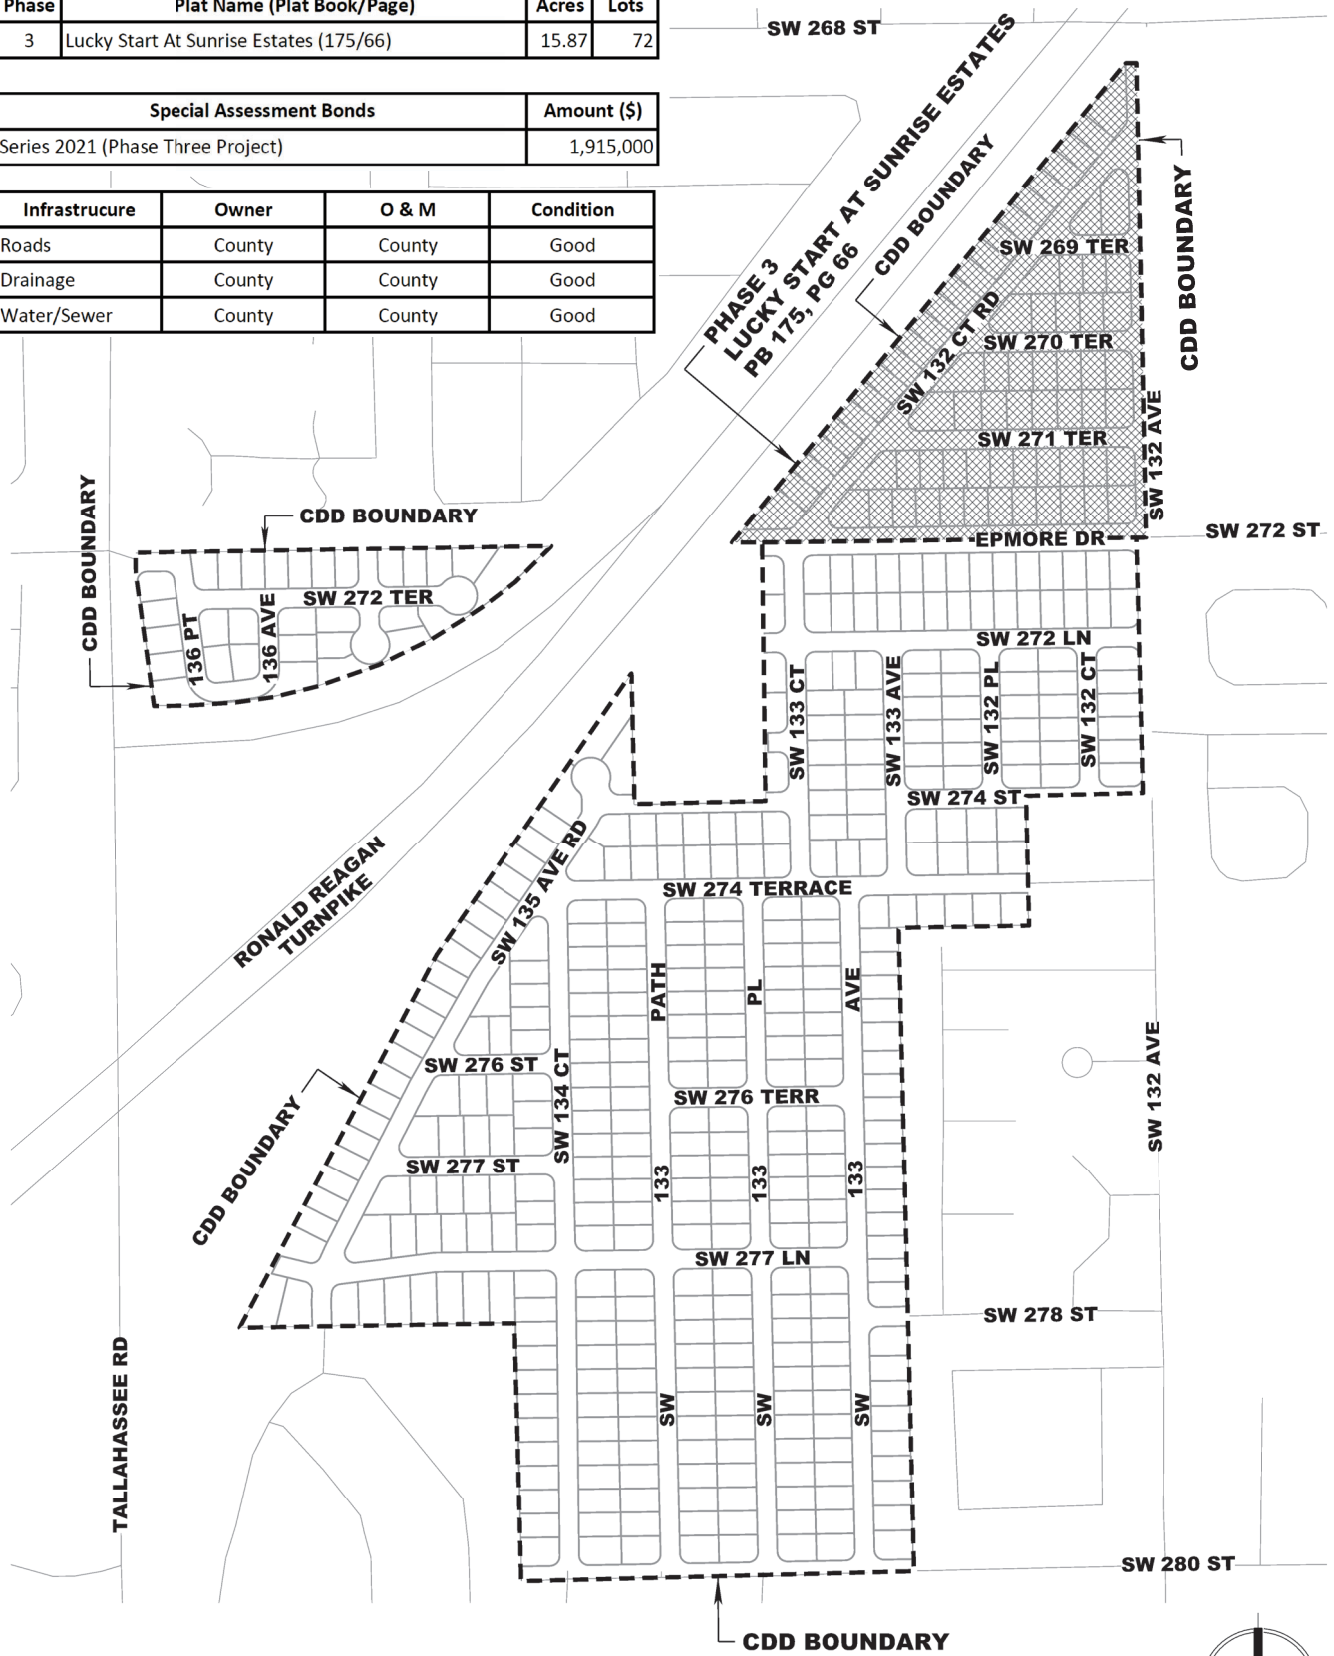 Phase Plat Name (Plat Book/Page) Acres Lots
3 Lucky Start At Sunrise Estates (175/66) 15.87 72
Special Assessment Bonds Amount ($)
Series 2021 (Phase Three Project) 1,915,000
Infrastrucure Owner O & M Condition
Roads County County Good
Drainage County County Good
Water/Sewer County County Good
SW 268 ST
PHASE 3
LUCKY START AT SUNRISE ESTATES
PB 175, PG 66
CDD BOUNDARY
CDD BOUNDARY
SW 269 TER
SW 132 CT RD
SW 270 TER
SW 271 TER
SW 132 AVE
EPMORE DR
SW 272 ST
CDD BOUNDARY
CDD BOUNDARY
SW 272 TER
136 PT
136 AVE
SW 272 LN
SW 133 CT
SW 133 AVE
SW 132 PL
SW 132 CT
SW 274 ST
RONALD REAGAN
TURNPIKE
SW 135 AVE RD
SW 274 TERRACE
SW 133 PATH
SW 133 PL
SW 133 AVE
SW 276 ST
SW 134 CT
SW 276 TERR
SW 132 AVE
CDD BOUNDARY
SW 277 ST
SW 277 LN
SW 278 ST
TALLAHASSEE RD
SW 280 ST
CDD BOUNDARY